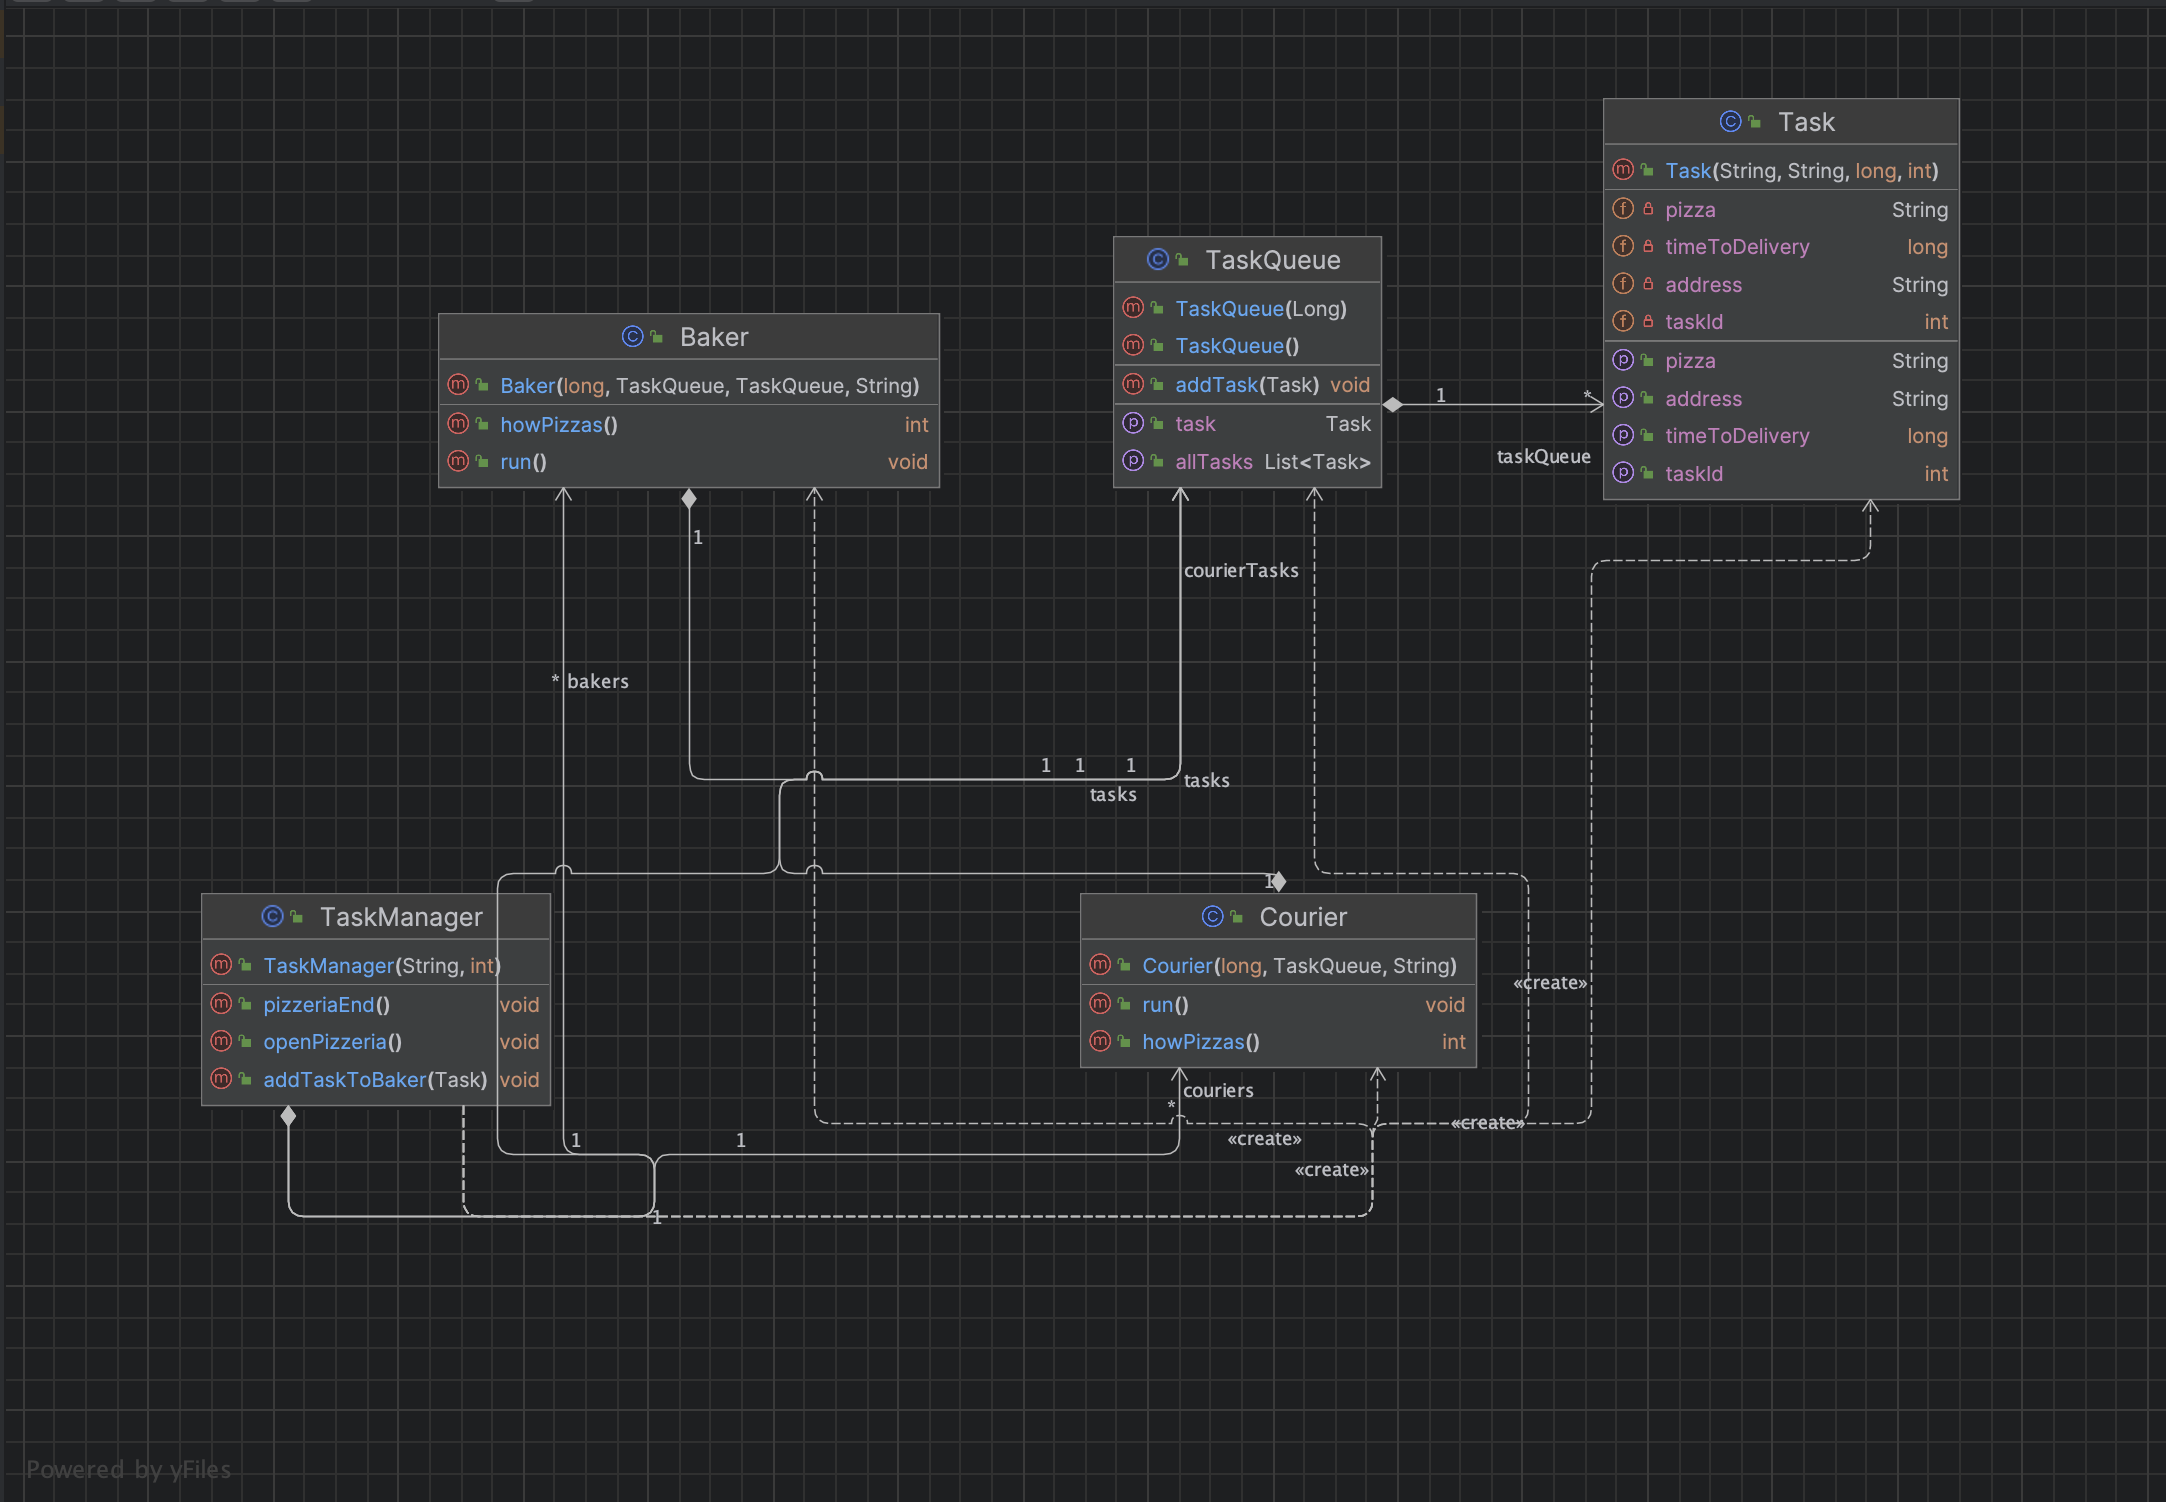 Task
Task(String, String, long, int)
pizza String
timeToDelivery long
address String
taskId int
pizza String
address String
timeToDelivery long
taskId int
TaskQueue
TaskQueue(Long)
TaskQueue()
addTask(Task) void
task Task
allTasks List<Task>
1
*
taskQueue
Baker
Baker(long, TaskQueue, TaskQueue, String)
howPizzas() int
run() void
1
courierTasks
* bakers
1 1 1
tasks
tasks
1
TaskManager
TaskManager(String, int)
pizzeriaEnd() void
openPizzeria() void
addTaskToBaker(Task) void
Courier
Courier(long, TaskQueue, String)
run() void
howPizzas() int
«create»
couriers
*
«create»
1 1 «create»
«create»
1
Powered by yFiles